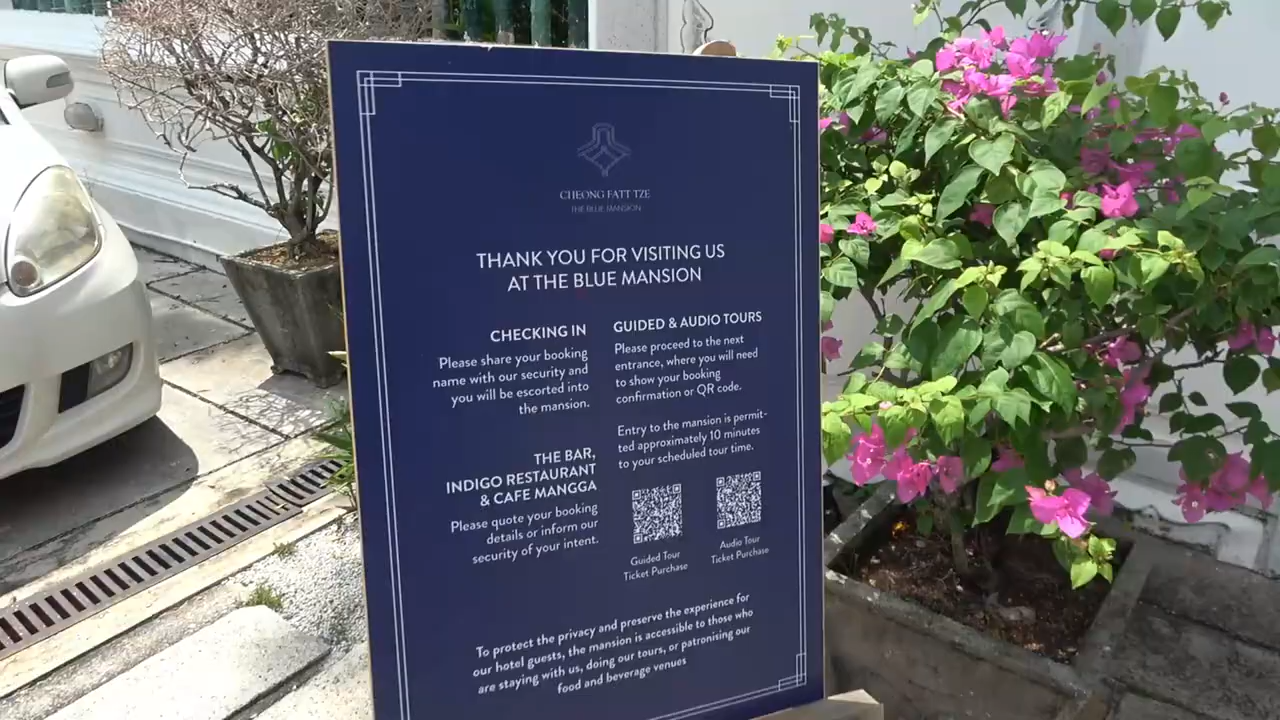 CHEONG FATT TZE
THE BLUE MANSION
THANK YOU FOR VISITING US
AT THE BLUE MANSION
CHECKING IN
Please share your booking
name with our security and
you will be escorted into
the mansion.
THE BAR,
INDIGO RESTAURANT
& CAFE MANGGA
Please quote your booking
details or inform our
security of your intent.
GUIDED & AUDIO TOURS
Please proceed to the next
entrance, where you will need
to show your booking
confirmation or QR code.
Entry to the mansion is permit-
ted approximately 10 minutes
to your scheduled tour time.
Guided Tour
Ticket Purchase
Audio Tour
Ticket Purchase
To protect the privacy and preserve the experience for
our hotel guests, the mansion is accessible to those who
are staying with us, doing our tours, or patronising our
food and beverage venues